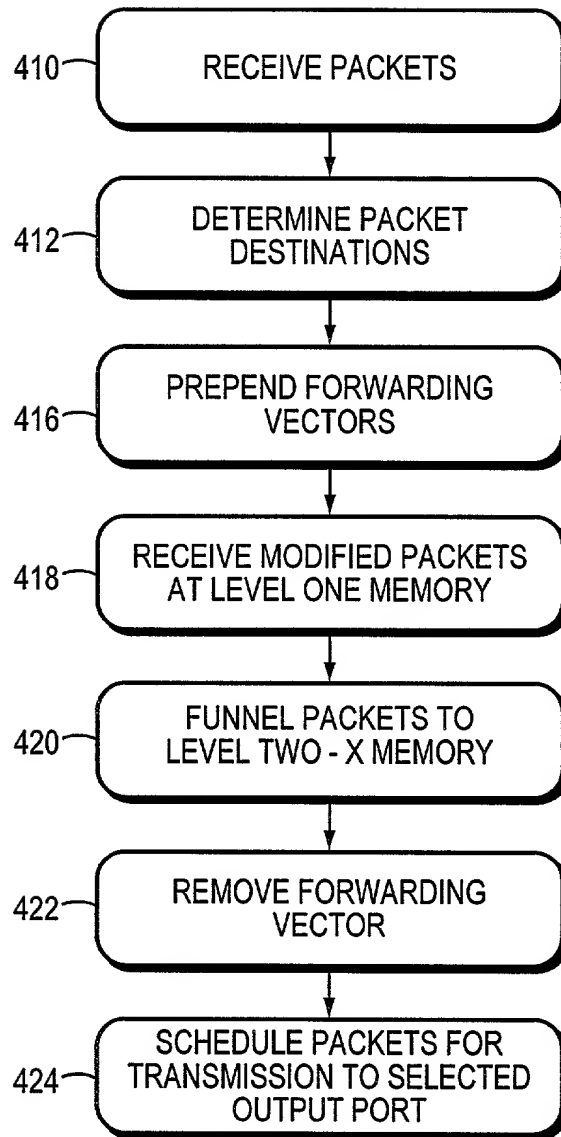 410
RECEIVE PACKETS
412
DETERMINE PACKET
DESTINATIONS
416
PREPEND FORWARDING
VECTORS
418
RECEIVE MODIFIED PACKETS
AT LEVEL ONE MEMORY
420
FUNNEL PACKETS TO
LEVEL TWO - X MEMORY
422
REMOVE FORWARDING
VECTOR
424
SCHEDULE PACKETS FOR
TRANSMISSION TO SELECTED
OUTPUT PORT